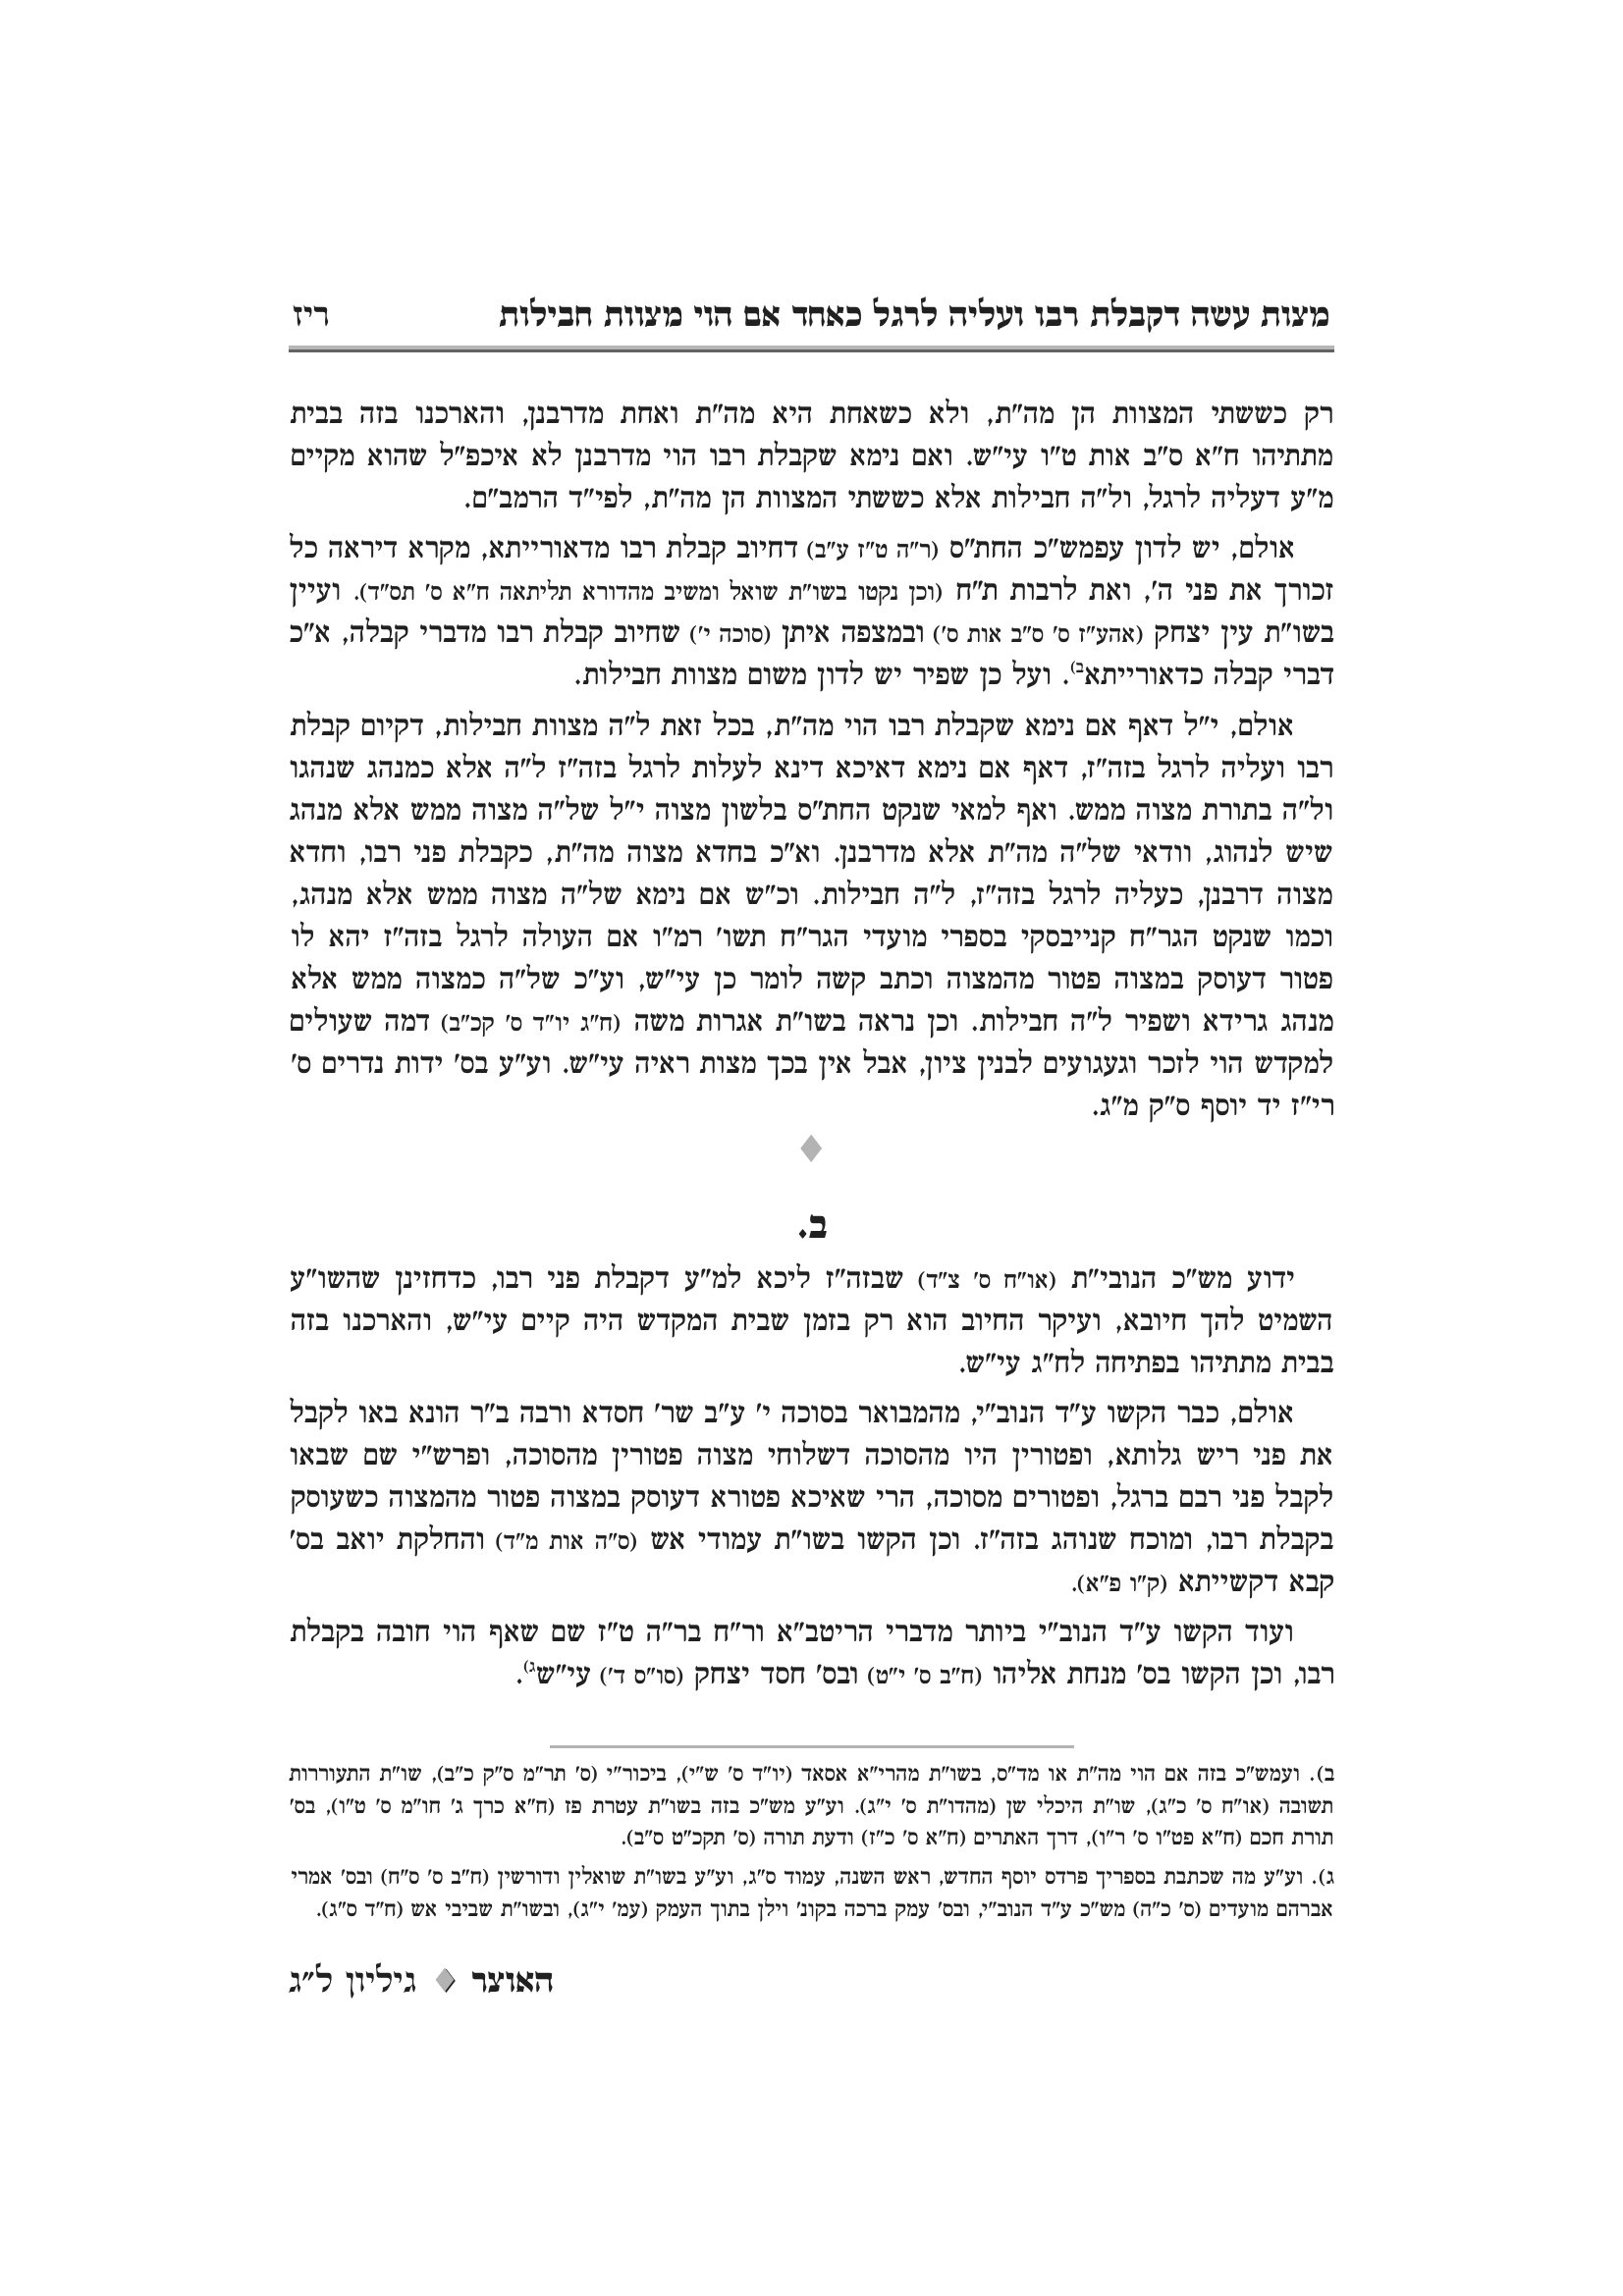 מצות עשה דקבלת רבו ועליה לרגל כאחד אם הוי מצוות חבילות ריז
רק כששתי המצוות הן מה"ת, ולא כשאחת היא מה"ת ואחת מדרבנן, והארכנו בזה בבית
מתתיהו ח"א ס"ב אות ט"ו עי"ש. ואם נימא שקבלת רבו הוי מדרבנן לא איכפ"ל שהוא מקיים
מ"ע דעליה לרגל, ול"ה חבילות אלא כששתי המצוות הן מה"ת, לפי"ד הרמב"ם.
אולם, יש לדון עפמש"כ החת"ס (ר"ה ט"ז ע"ב) דחיוב קבלת רבו מדאורייתא, מקרא דיראה כל
זכורך את פני ה', ואת לרבות ת"ח (וכן נקטו בשו"ת שואל ומשיב מהדורא תליתאה ח"א ס' תס"ד). ועיין
בשו"ת עין יצחק (אהע"ז ס' ס"ב אות ס') ובמצפה איתן (סוכה י') שחיוב קבלת רבו מדברי קבלה, א"כ
דברי קבלה כדאורייתאב). ועל כן שפיר יש לדון משום מצוות חבילות.
אולם, י"ל דאף אם נימא שקבלת רבו הוי מה"ת, בכל זאת ל"ה מצוות חבילות, דקיום קבלת
רבו ועליה לרגל בזה"ז, דאף אם נימא דאיכא דינא לעלות לרגל בזה"ז ל"ה אלא כמנהג שנהגו
ול"ה בתורת מצוה ממש. ואף למאי שנקט החת"ס בלשון מצוה י"ל של"ה מצוה ממש אלא מנהג
שיש לנהוג, וודאי של"ה מה"ת אלא מדרבנן. וא"כ בחדא מצוה מה"ת, כקבלת פני רבו, וחדא
מצוה דרבנן, כעליה לרגל בזה"ז, ל"ה חבילות. וכ"ש אם נימא של"ה מצוה ממש אלא מנהג,
וכמו שנקט הגר"ח קנייבסקי בספרי מועדי הגר"ח תשו' רמ"ו אם העולה לרגל בזה"ז יהא לו
פטור דעוסק במצוה פטור מהמצוה וכתב קשה לומר כן עי"ש, וע"כ של"ה כמצוה ממש אלא
מנהג גרידא ושפיר ל"ה חבילות. וכן נראה בשו"ת אגרות משה (ח"ג יו"ד ס' קכ"ב) דמה שעולים
למקדש הוי לזכר וגעגועים לבנין ציון, אבל אין בכך מצות ראיה עי"ש. וע"ע בס' ידות נדרים ס'
רי"ז יד יוסף ס"ק מ"ג.
ב.
ידוע מש"כ הנובי"ת (או"ח ס' צ"ד) שבזה"ז ליכא למ"ע דקבלת פני רבו, כדחזינן שהשו"ע
השמיט להך חיובא, ועיקר החיוב הוא רק בזמן שבית המקדש היה קיים עי"ש, והארכנו בזה
בבית מתתיהו בפתיחה לח"ג עי"ש.
אולם, כבר הקשו ע"ד הנוב"י, מהמבואר בסוכה י' ע"ב שר' חסדא ורבה ב"ר הונא באו לקבל
את פני ריש גלותא, ופטורין היו מהסוכה דשלוחי מצוה פטורין מהסוכה, ופרש"י שם שבאו
לקבל פני רבם ברגל, ופטורים מסוכה, הרי שאיכא פטורא דעוסק במצוה פטור מהמצוה כשעוסק
בקבלת רבו, ומוכח שנוהג בזה"ז. וכן הקשו בשו"ת עמודי אש (ס"ה אות מ"ד) והחלקת יואב בס'
קבא דקשייתא (ק"ו פ"א).
ועוד הקשו ע"ד הנוב"י ביותר מדברי הריטב"א ור"ח בר"ה ט"ז שם שאף הוי חובה בקבלת
רבו, וכן הקשו בס' מנחת אליהו (ח"ב ס' י"ט) ובס' חסד יצחק (סו"ס ד') עי"שג).
ב). ועמש"כ בזה אם הוי מה"ת או מד"ס, בשו"ת מהרי"א אסאד (יו"ד ס' ש"י), ביכור"י (ס' תר"מ ס"ק כ"ב), שו"ת התעוררות
תשובה (או"ח ס' כ"ג), שו"ת היכלי שן (מהדו"ת ס' י"ג). וע"ע מש"כ בזה בשו"ת עטרת פז (ח"א כרך ג' חו"מ ס' ט"ו), בס'
תורת חכם (ח"א פט"ו ס' ר"ו), דרך האתרים (ח"א ס' כ"ז) ודעת תורה (ס' תקכ"ט ס"ב).
ג). וע"ע מה שכתבת בספריך פרדס יוסף החדש, ראש השנה, עמוד ס"ג, וע"ע בשו"ת שואלין ודורשין (ח"ב ס' ס"ח) ובס' אמרי
אברהם מועדים (ס' כ"ה) מש"כ ע"ד הנוב"י, ובס' עמק ברכה בקונ' וילן בתוך העמק (עמ' י"ג), ובשו"ת שביבי אש (ח"ד ס"ג).
האוצר ♦ גיליון ל"ג